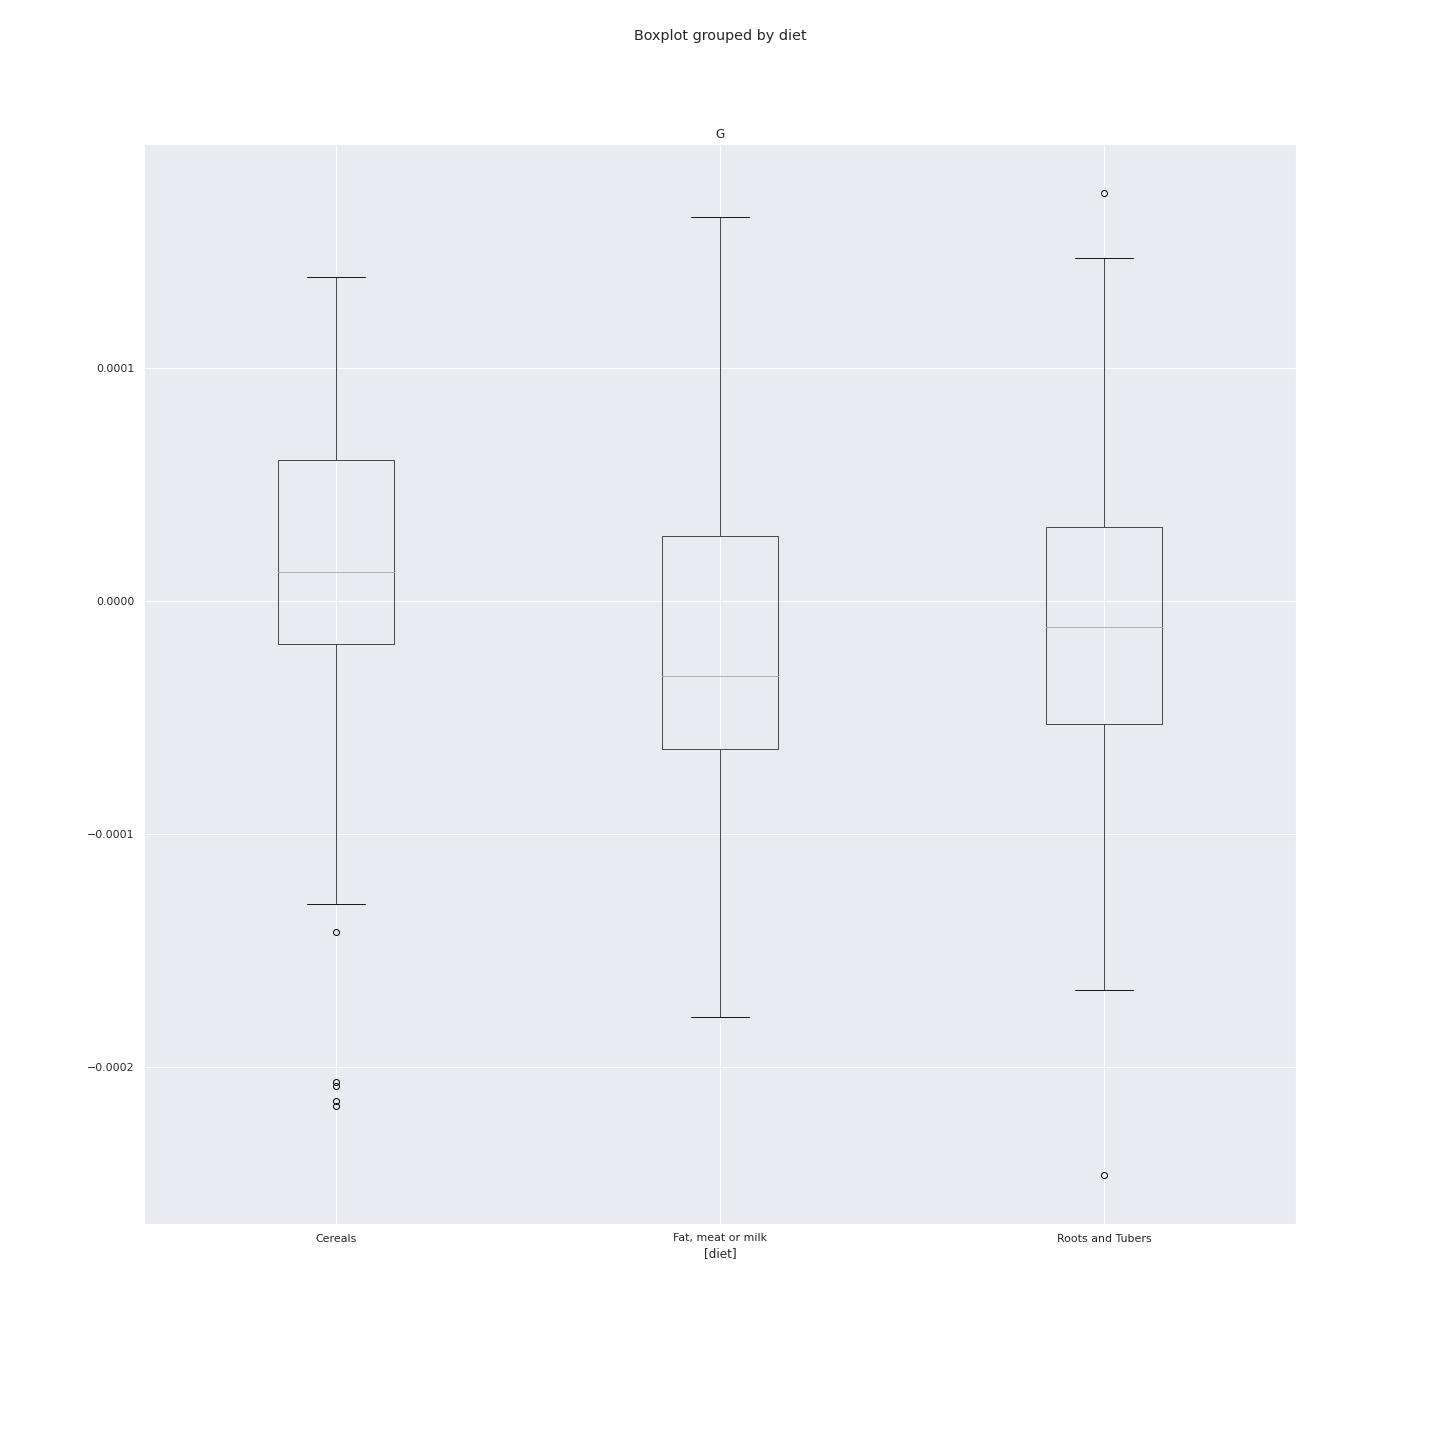 Boxplot grouped by diet
G
0.0001
0.0000
−0.0001
−0.0002
Cereals
Fat, meat or milk
Roots and Tubers
[diet]